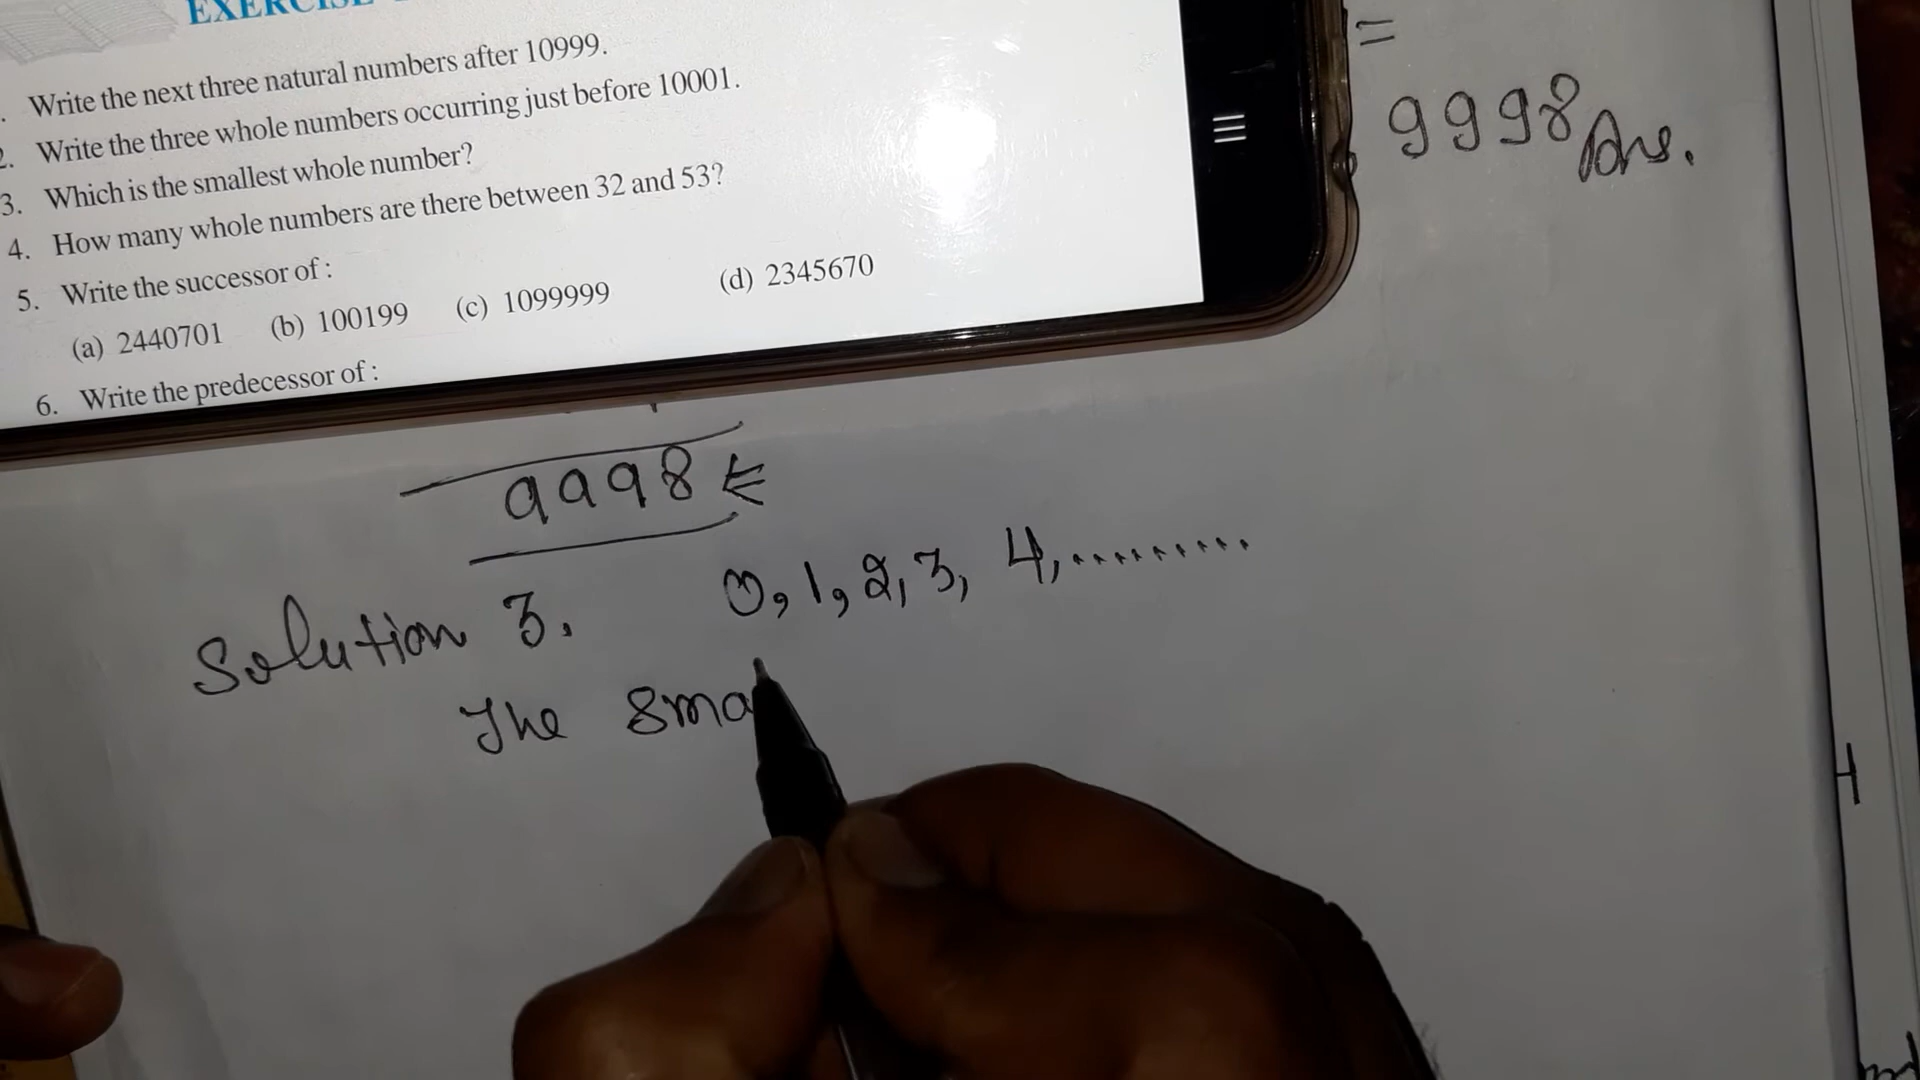 Write the next three natural numbers after 10999.
2. Write the three whole numbers occurring just before 10001.
3. Which is the smallest whole number?
4. How many whole numbers are there between 32 and 53?
5. Write the successor of :
(a) 2440701 (b) 100199 (c) 1099999 (d) 2345670
6. Write the predecessor of :
=
9998 Ans.
9998
Solution 3. 0, 1, 2, 3, 4, .........
The sma